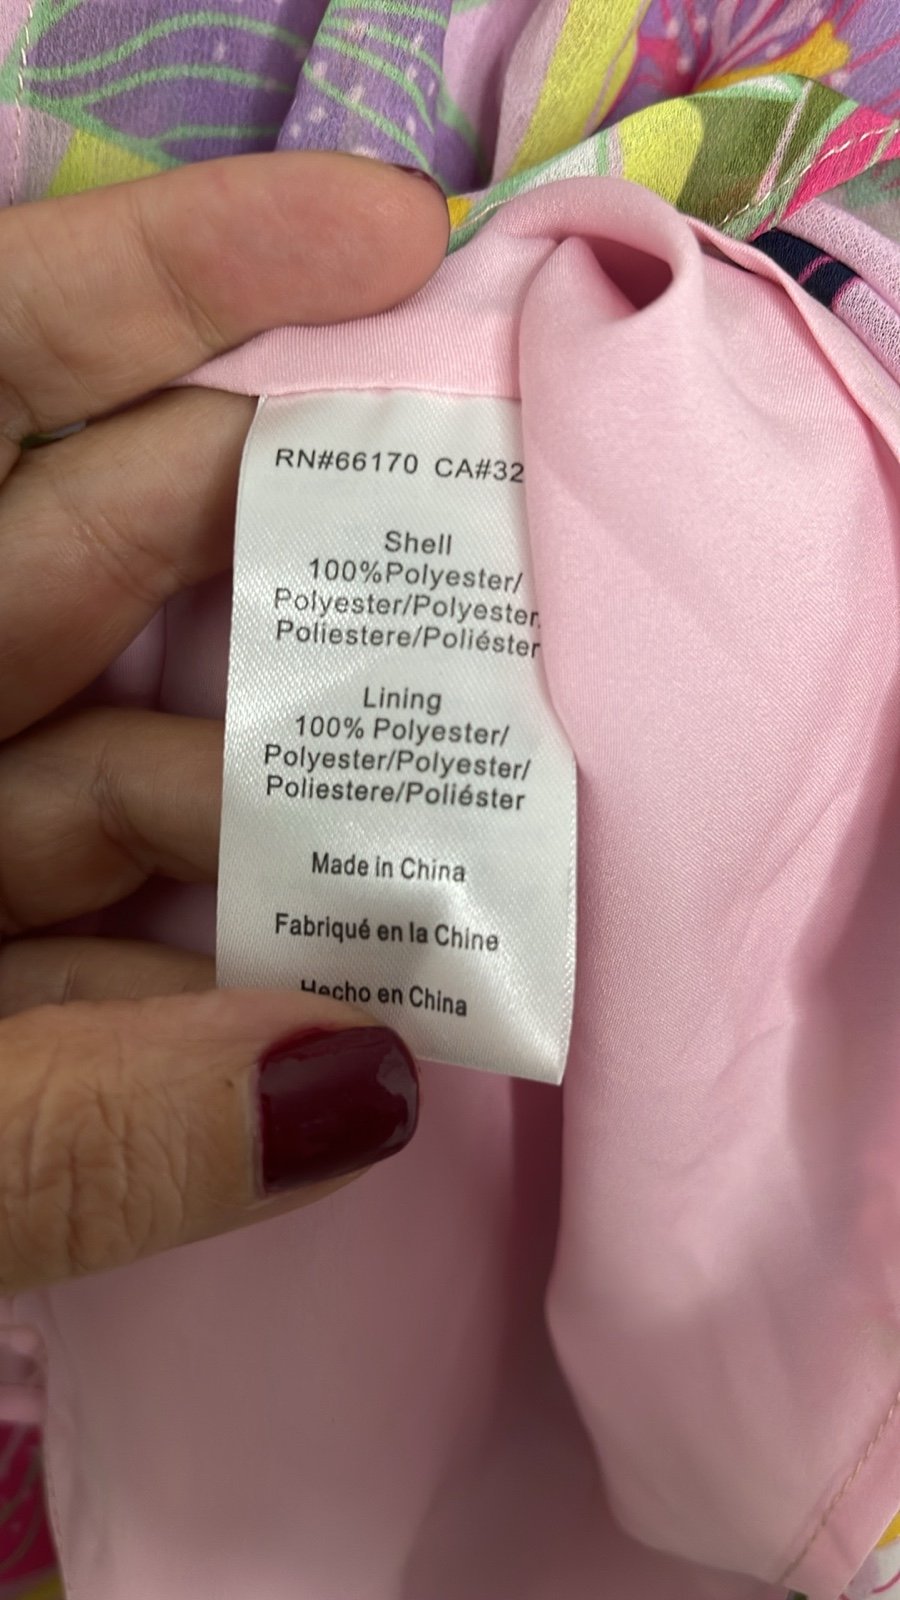 RN#66170 CA#32
Shell
100%Polyester/
Polyester/Polyester
Poliestere/Poliéster
Lining
100% Polyester/
Polyester/Polyester/
Poliestere/Poliéster
Made in China
Fabriqué en la Chine
Hecho en China